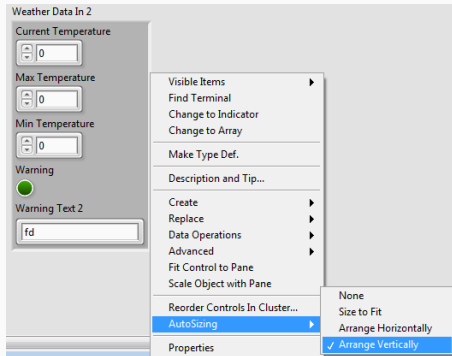 Weather Data In 2
Current Temperature
0
Max Temperature
0
Min Temperature
0
Warning
Warning Text 2
fd
Visible Items
Find Terminal
Change to Indicator
Change to Array
Make Type Def.
Description and Tip...
Create
Replace
Data Operations
Advanced
Fit Control to Pane
Scale Object with Pane
Reorder Controls In Cluster...
AutoSizing
Properties
None
Size to Fit
Arrange Horizontally
Arrange Vertically